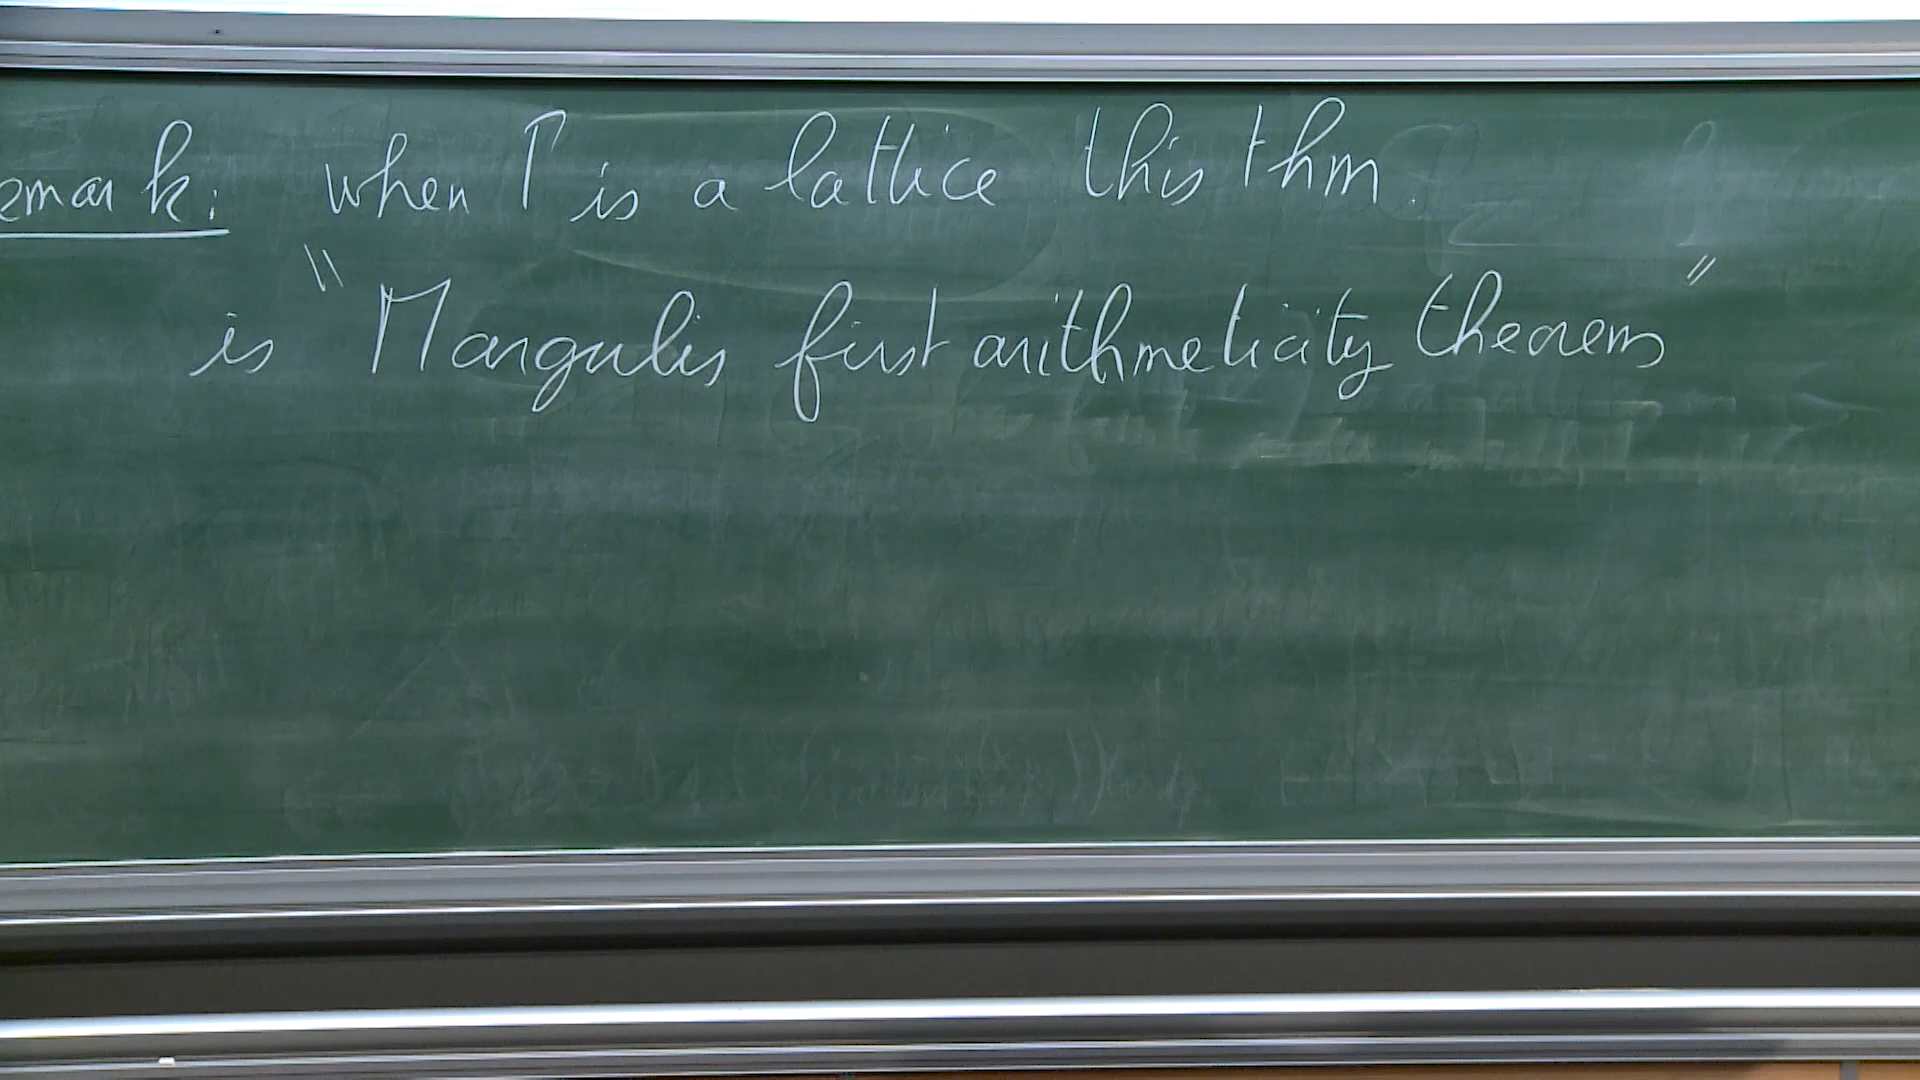 emark: when Γ is a lattice this thm
is "Margulis first arithmeticity theorem"